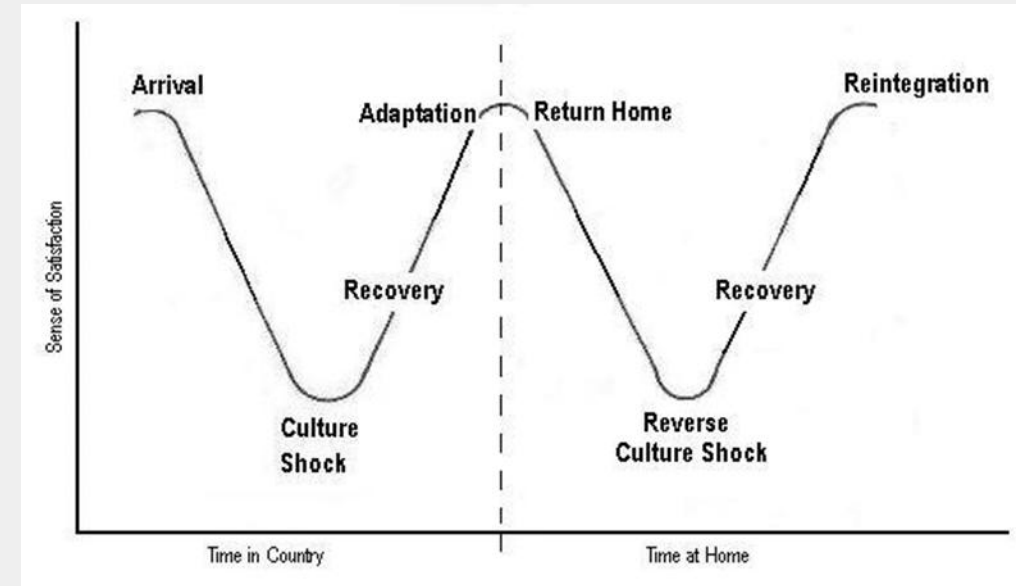 Arrival
Reintegration
Adaptation
Return Home
Sense of Satisfaction
Recovery
Recovery
Culture
Shock
Reverse
Culture Shock
Time in Country
Time at Home